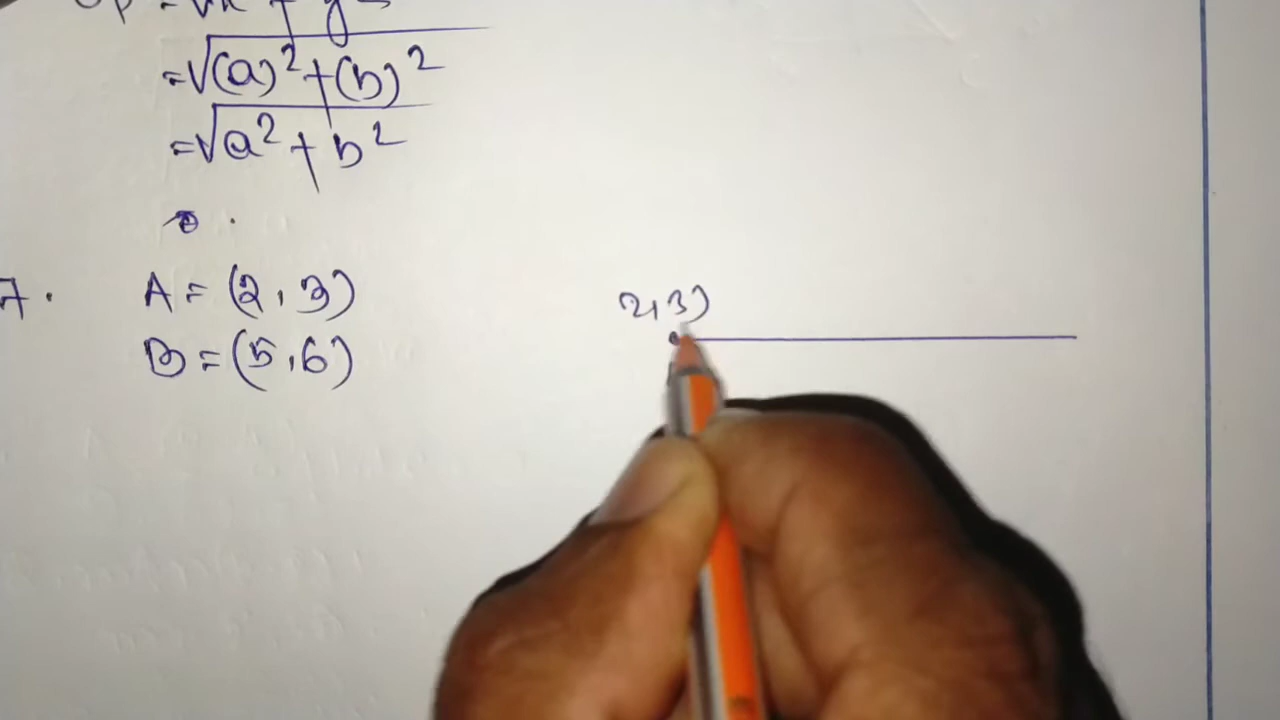 =√(a)²+(b)²
=√a²+b²
7.
A=(2,3)
B=(5,6)
2,3)